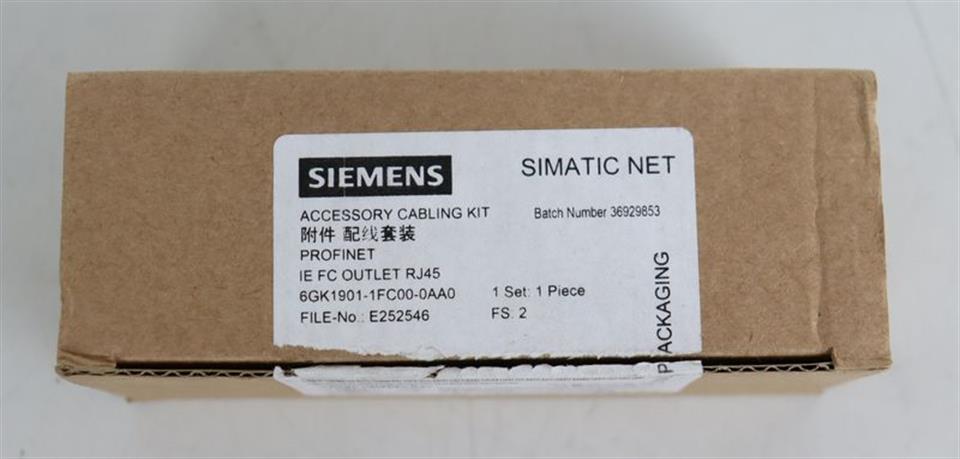 SIEMENS
SIMATIC NET
ACCESSORY CABLING KIT
Batch Number 36929853
附件 配线套装
PROFINET
IE FC OUTLET RJ45
6GK1901-1FC00-0AA0
1 Set: 1 Piece
FILE-No.: E252546
FS: 2
PACKAGING